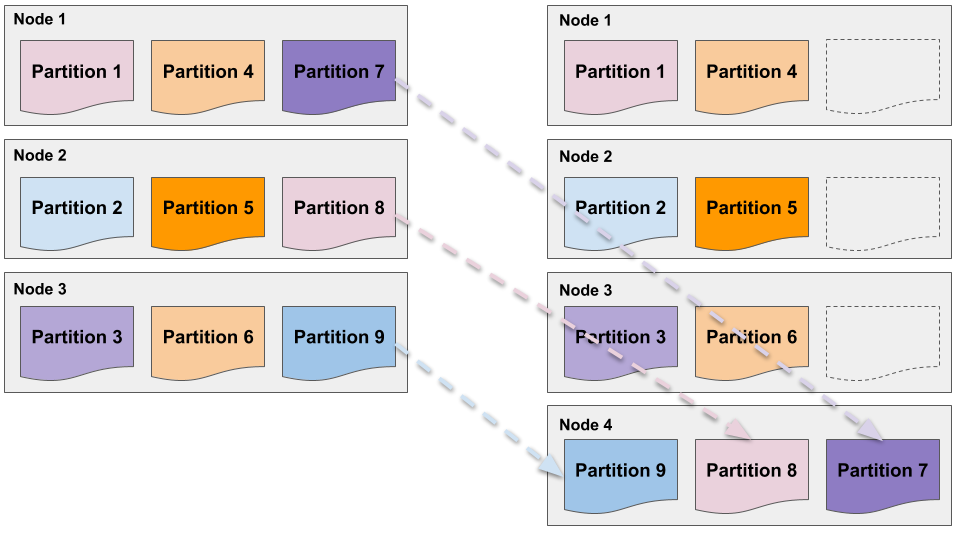 Node 1
Partition 1
Partition 4
Partition 7
Node 2
Partition 2
Partition 5
Partition 8
Node 3
Partition 3
Partition 6
Partition 9
Node 1
Partition 1
Partition 4
Node 2
Partition 2
Partition 5
Node 3
Partition 3
Partition 6
Node 4
Partition 9
Partition 8
Partition 7